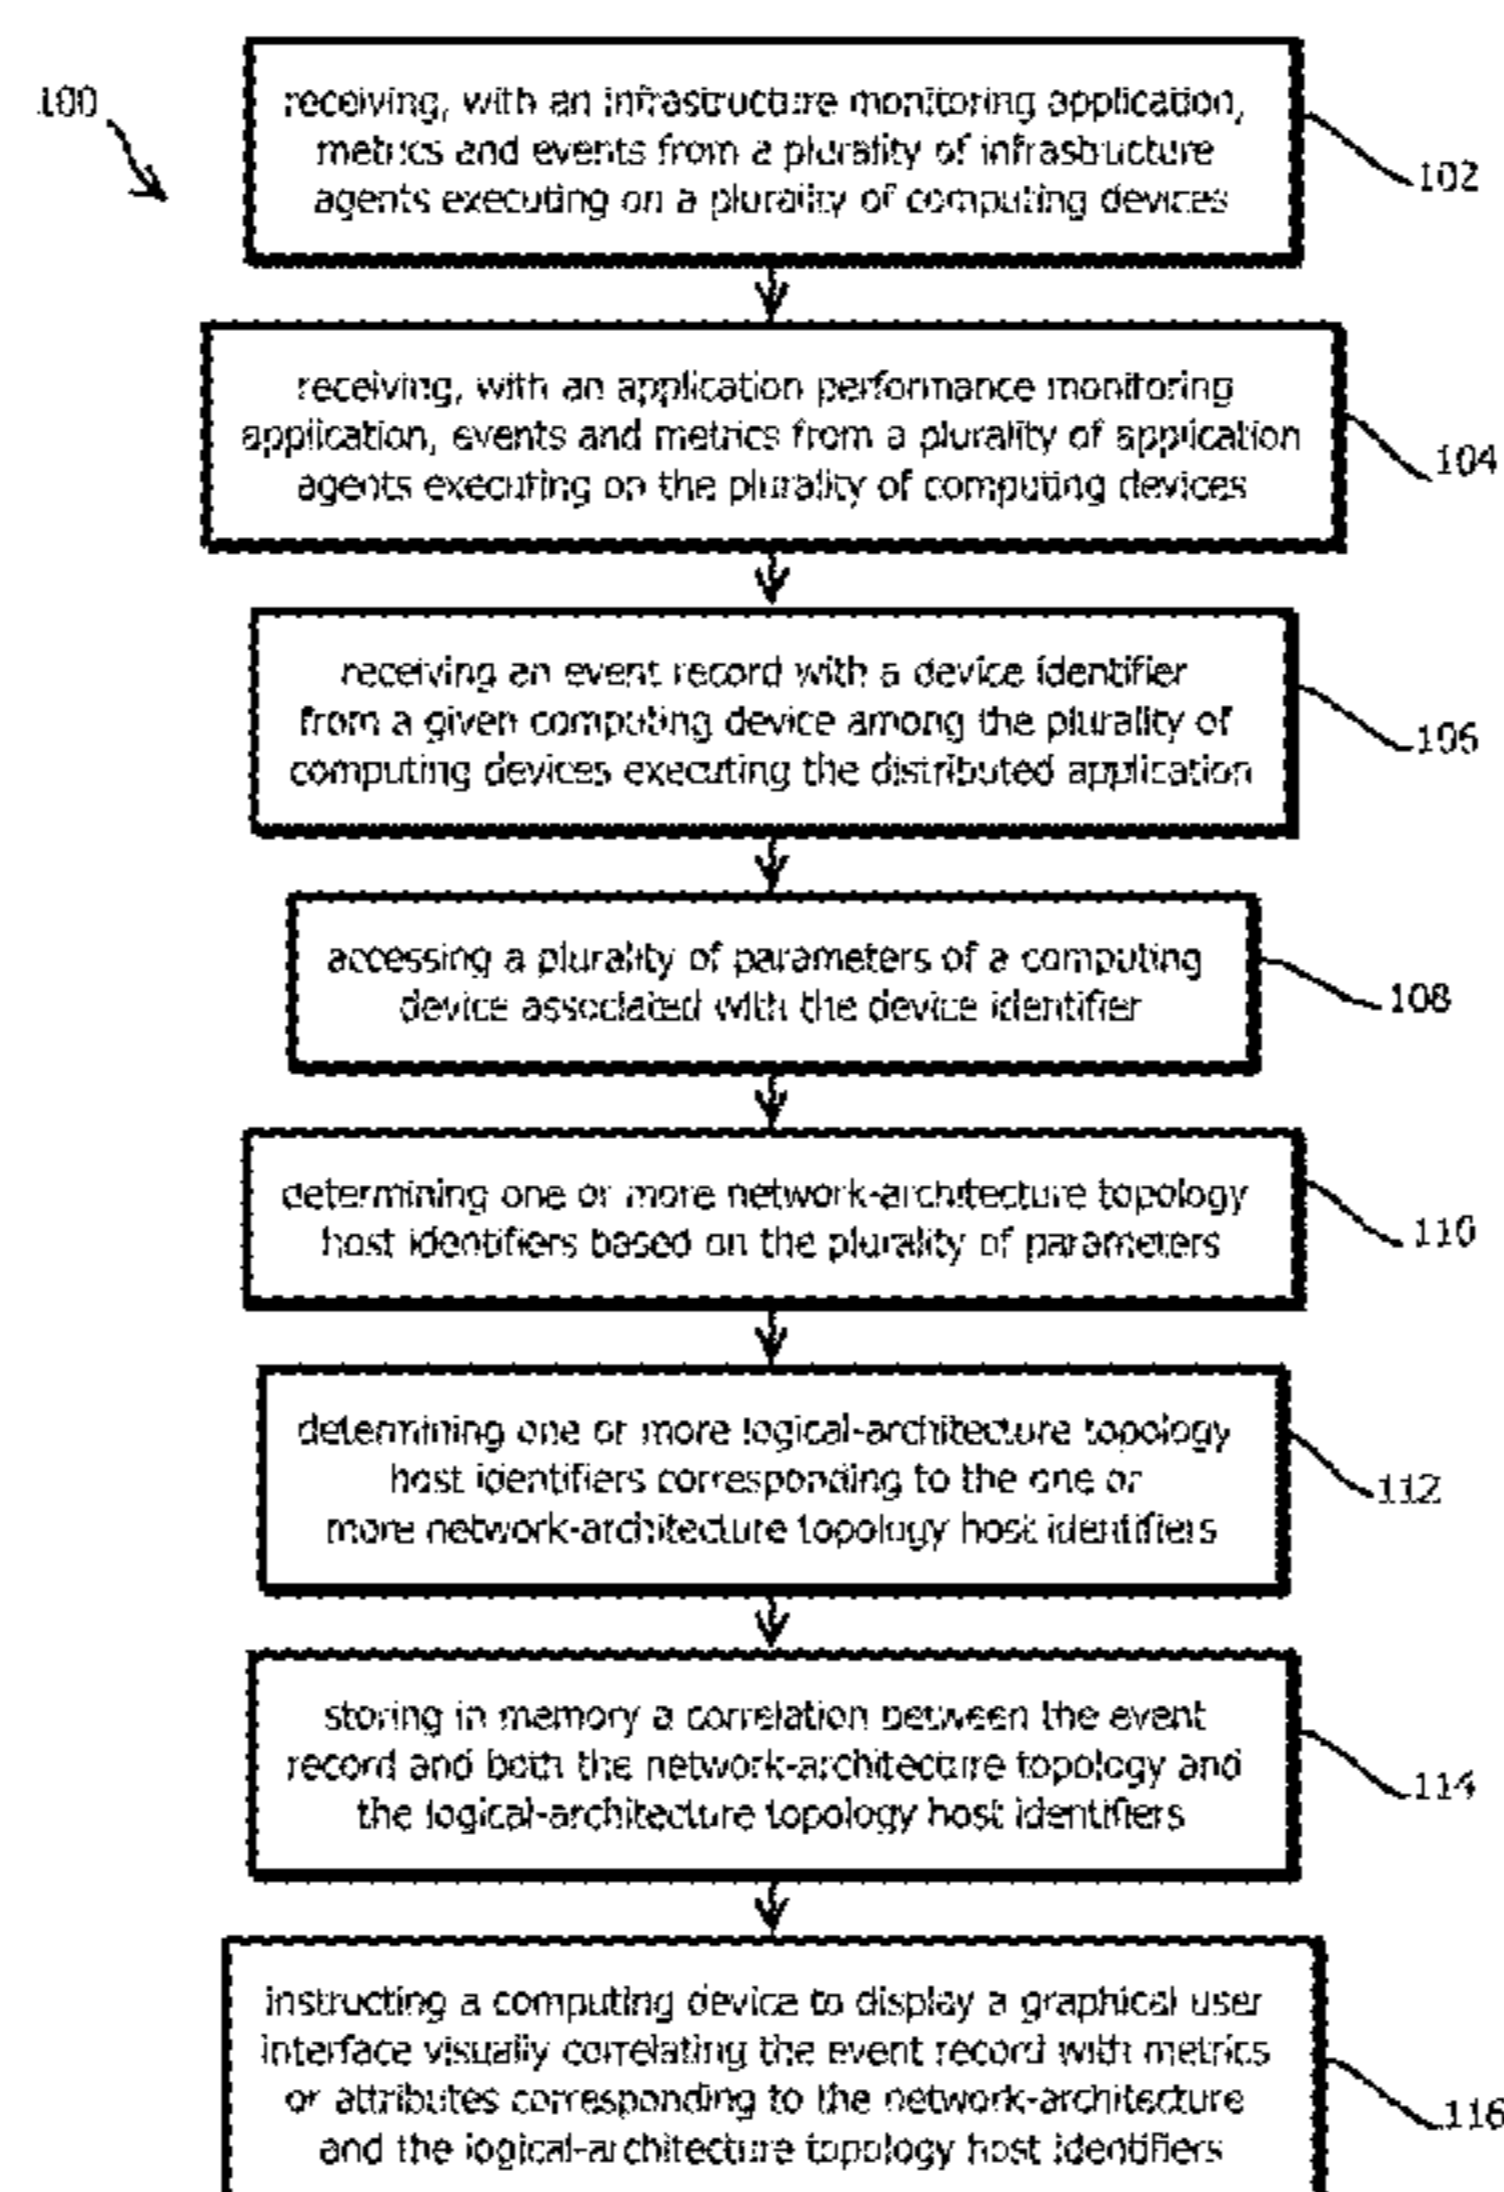 100
receiving, with an infrastructure monitoring application,
metrics and events from a plurality of infrastructure
agents executing on a plurality of computing devices
102
receiving, with an application performance monitoring
application, events and metrics from a plurality of application
agents executing on the plurality of computing devices
104
receiving an event record with a device identifier
from a given computing device among the plurality of
computing devices executing the distributed application
106
accessing a plurality of parameters of a computing
device associated with the device identifier
108
determining one or more network-architecture topology
host identifiers based on the plurality of parameters
110
determining one or more logical-architecture topology
host identifiers corresponding to the one or
more network-architecture topology host identifiers
112
storing in memory a correlation between the event
record and both the network-architecture topology and
the logical-architecture topology host identifiers
114
instructing a computing device to display a graphical user
interface visually correlating the event record with metrics
or attributes corresponding to the network-architecture
and the logical-architecture topology host identifiers
116